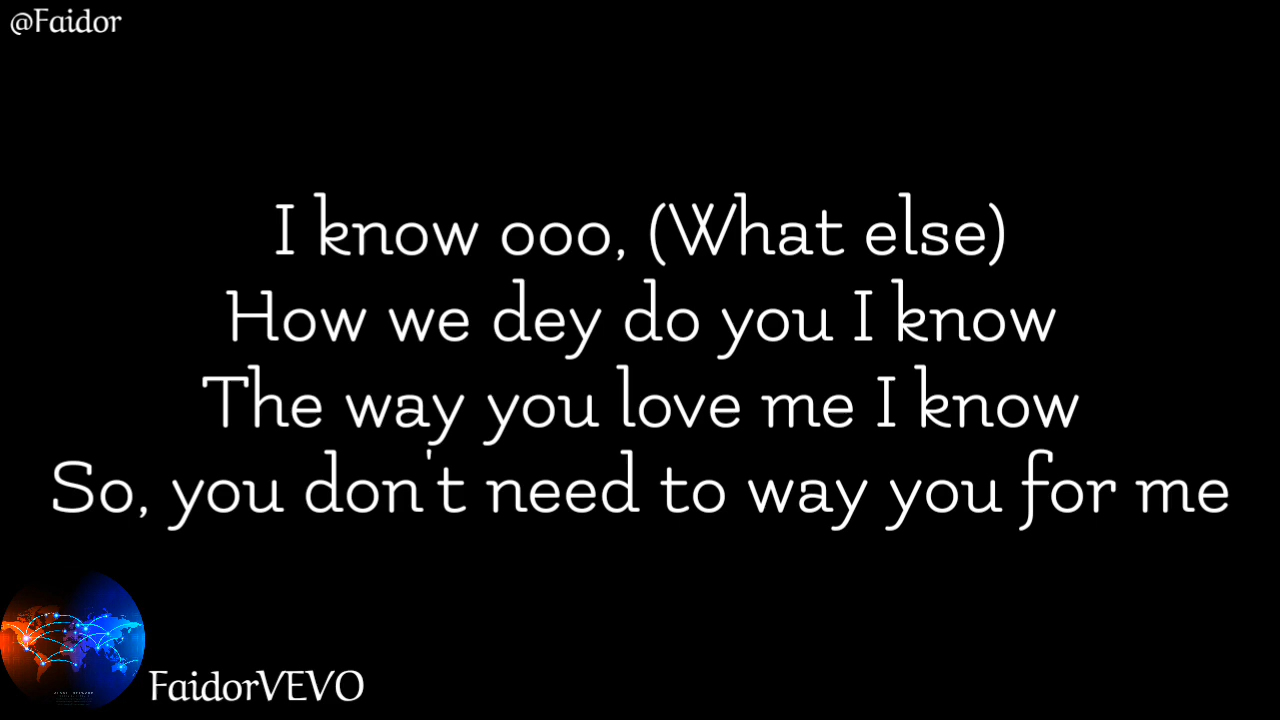 @Faidor
I know ooo, (What else)
How we dey do you I know
The way you love me I know
So, you don't need to way you for me
FaidorVEVO